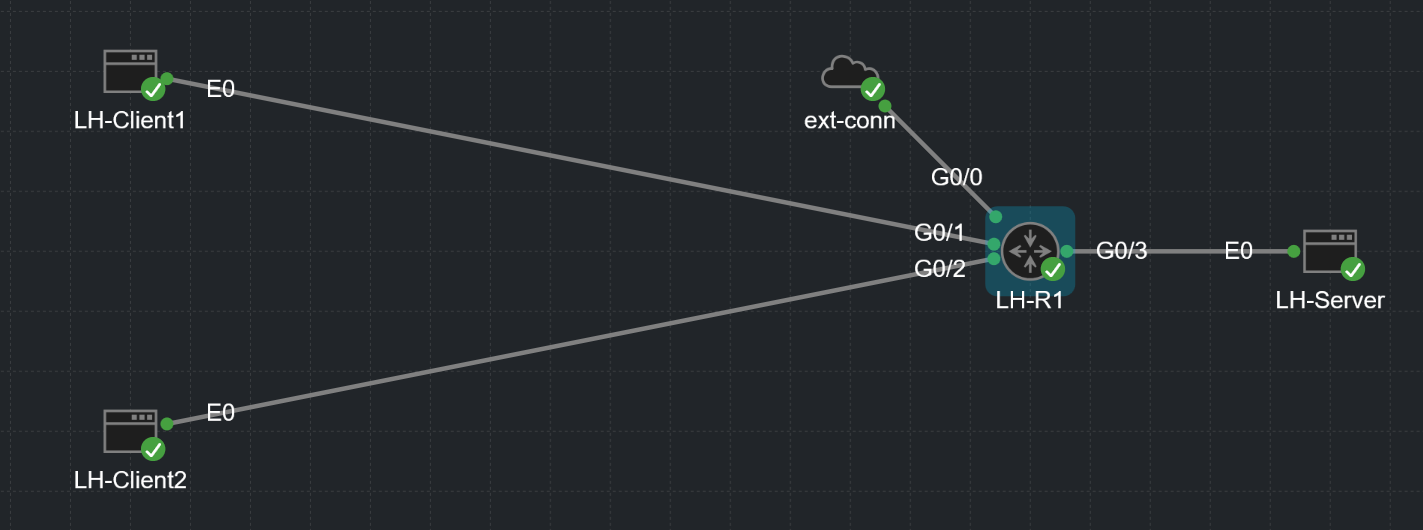 LH-Client1
E0
ext-conn
G0/0
G0/1
G0/2
LH-R1
G0/3
E0
LH-Server
E0
LH-Client2